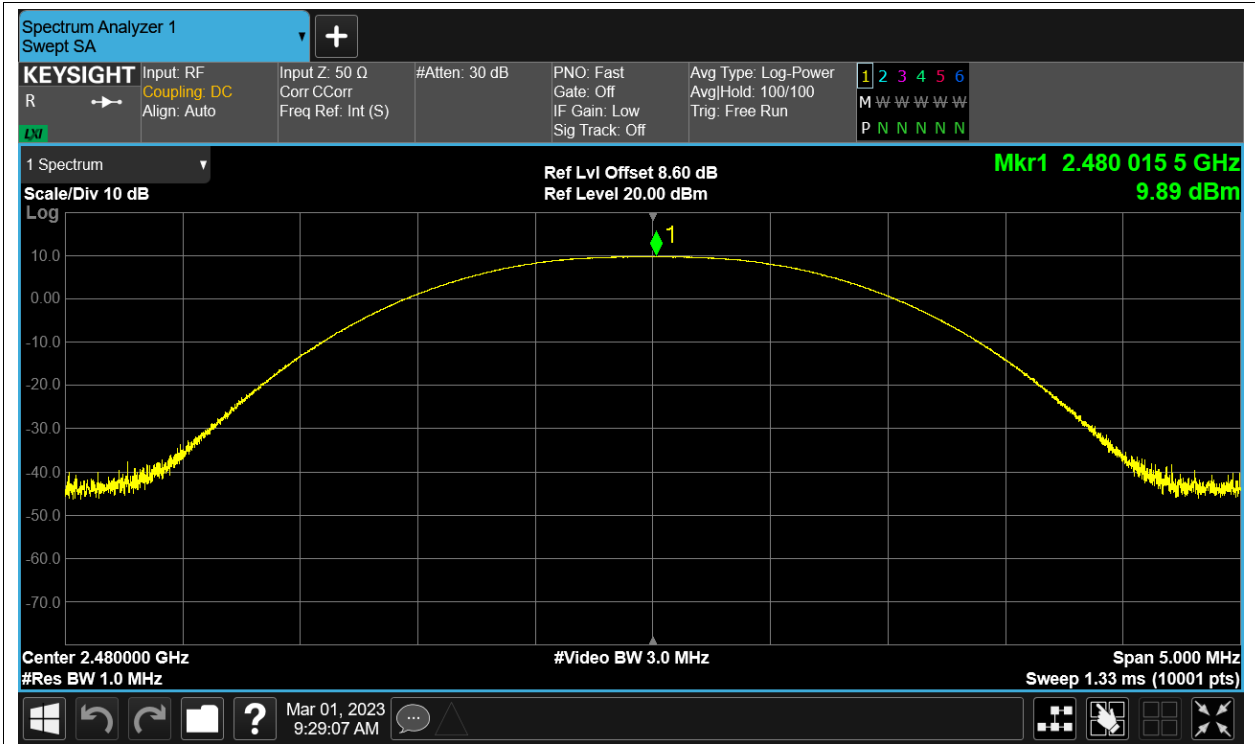 Spectrum Analyzer 1
Swept SA
KEYSIGHT
R
LXI
Input: RF
Coupling: DC
Align: Auto
Input Z: 50 Ω
Corr CCorr
Freq Ref: Int (S)
#Atten: 30 dB
PNO: Fast
Gate: Off
IF Gain: Low
Sig Track: Off
Avg Type: Log-Power
Avg|Hold: 100/100
Trig: Free Run
1 2 3 4 5 6
M W W W W W
P N N N N N
1 Spectrum
Scale/Div 10 dB
Log
Ref Lvl Offset 8.60 dB
Ref Level 20.00 dBm
Mkr1 2.480 015 5 GHz
9.89 dBm
1
10.0
0.00
-10.0
-20.0
-30.0
-40.0
-50.0
-60.0
-70.0
Center 2.480000 GHz
#Video BW 3.0 MHz
Span 5.000 MHz
#Res BW 1.0 MHz
Sweep 1.33 ms (10001 pts)
?
Mar 01, 2023
9:29:07 AM